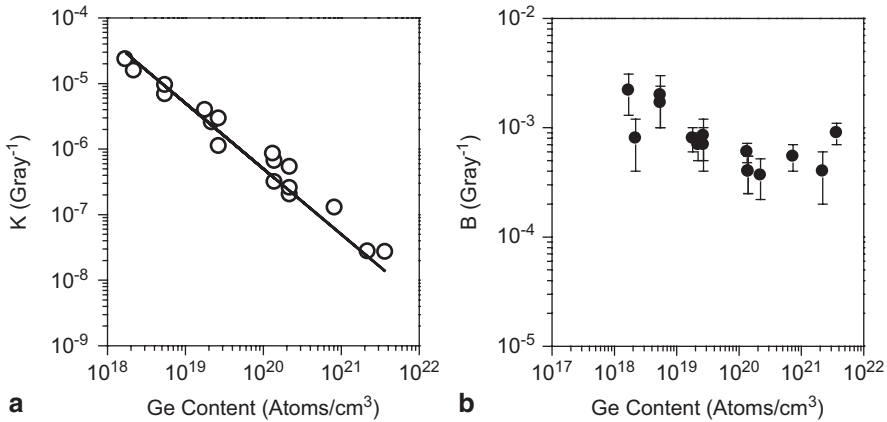 10⁻⁴
10⁻⁵
10⁻⁶
10⁻⁷
10⁻⁸
10⁻⁹
K (Gray⁻¹)
10¹⁸ 10¹⁹ 10²⁰ 10²¹ 10²²
a Ge Content (Atoms/cm³)
10⁻²
10⁻³
10⁻⁴
10⁻⁵
B (Gray⁻¹)
10¹⁷ 10¹⁸ 10¹⁹ 10²⁰ 10²¹ 10²²
b Ge Content (Atoms/cm³)